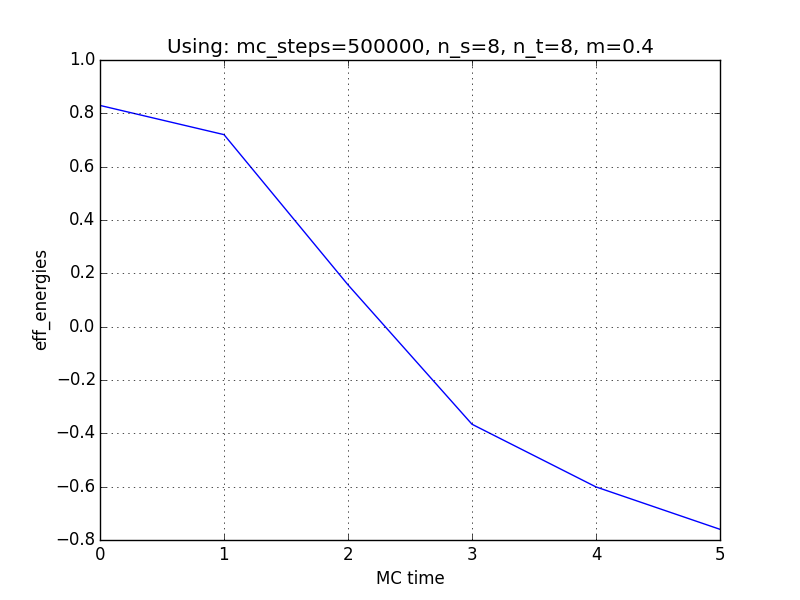 Using: mc_steps=500000, n_s=8, n_t=8, m=0.4
1.0
0.8
0.6
0.4
0.2
0.0
−0.2
−0.4
−0.6
−0.8
eff_energies
0 1 2 3 4 5
MC time